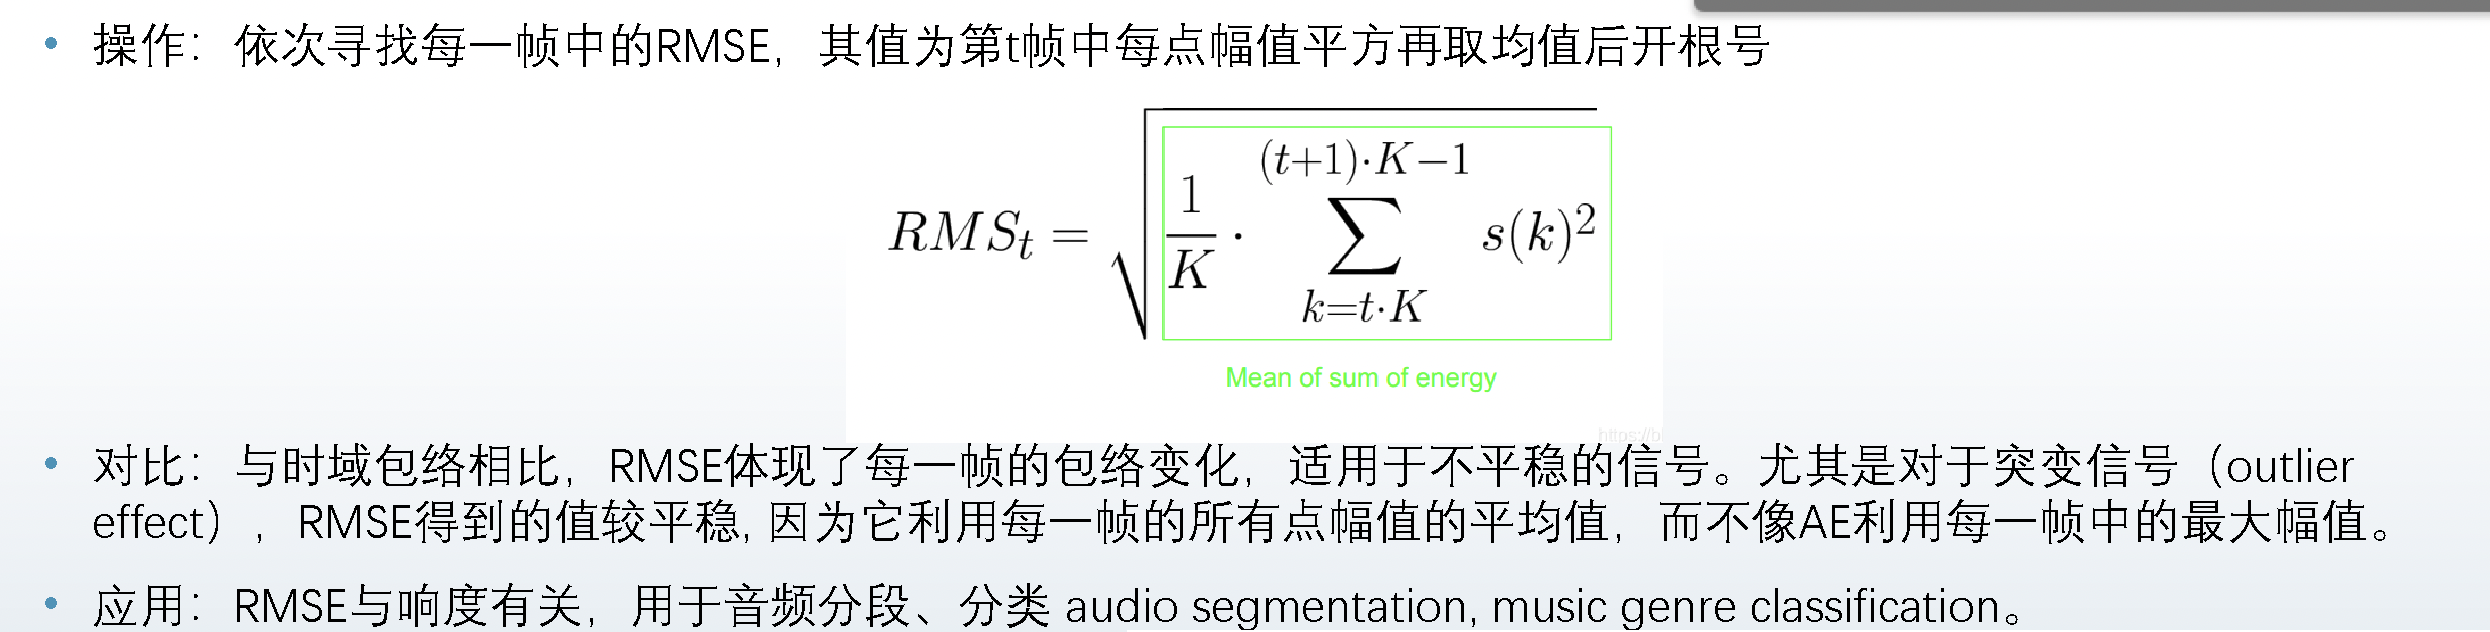 • 操作：依次寻找每一帧中的RMSE，其值为第t帧中每点幅值平方再取均值后开根号
RMS_t = √(1/K · ∑_{k=t·K}^{(t+1)·K−1} s(k)²)
Mean of sum of energy
https://b
• 对比：与时域包络相比，RMSE体现了每一帧的包络变化，适用于不平稳的信号。尤其是对于突变信号（outlier
effect），RMSE得到的值较平稳,因为它利用每一帧的所有点幅值的平均值，而不像AE利用每一帧中的最大幅值。
• 应用：RMSE与响度有关，用于音频分段、分类 audio segmentation, music genre classification。